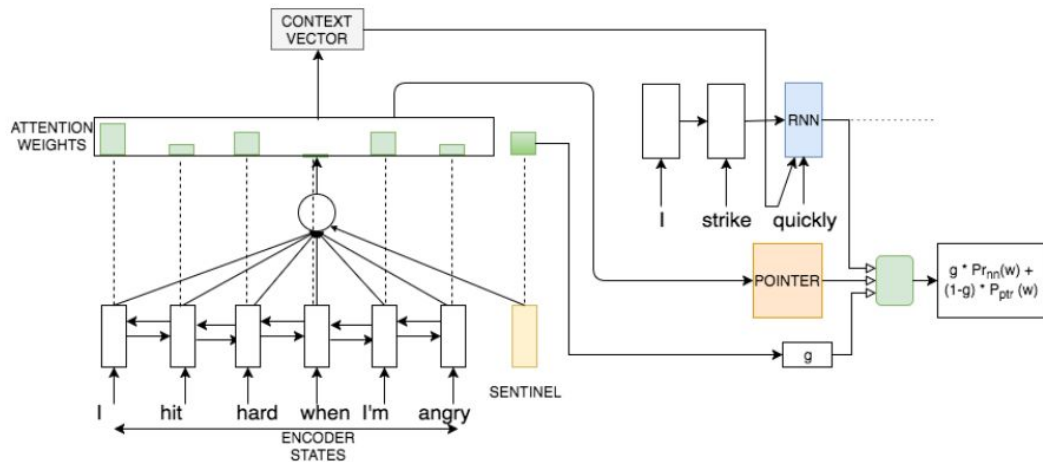 CONTEXT
VECTOR
ATTENTION
WEIGHTS
RNN
I strike quickly
POINTER
g * Pr_nn(w) +
(1-g) * P_ptr (w)
g
SENTINEL
I hit hard when I'm angry
ENCODER
STATES